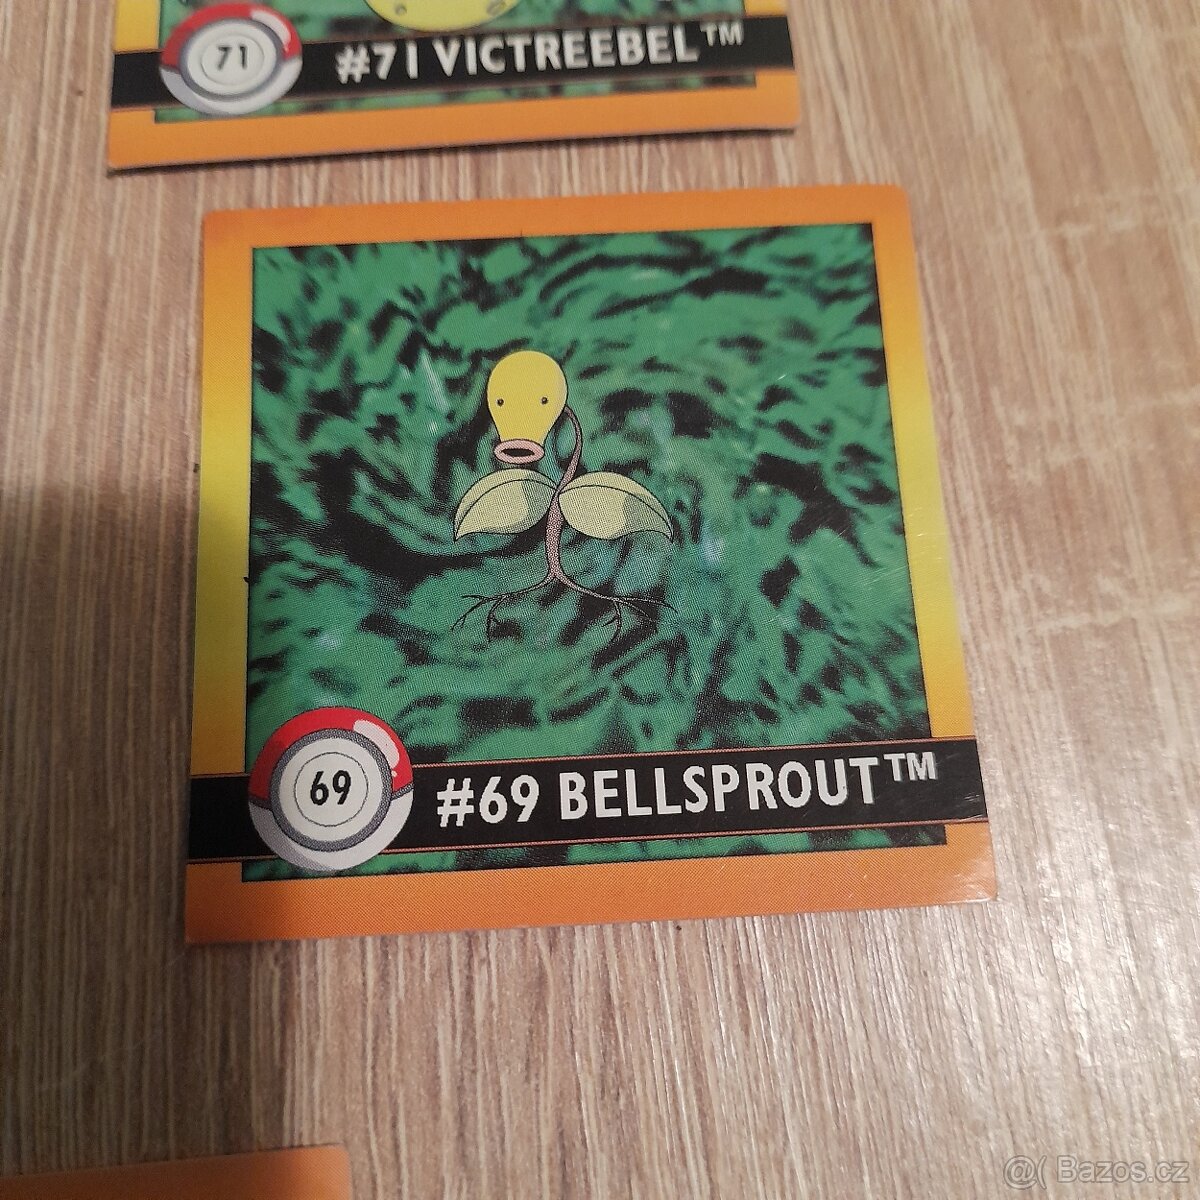 71
#71 VICTREEBEL™
69
#69 BELLSPROUT™
@( Bazos.cz